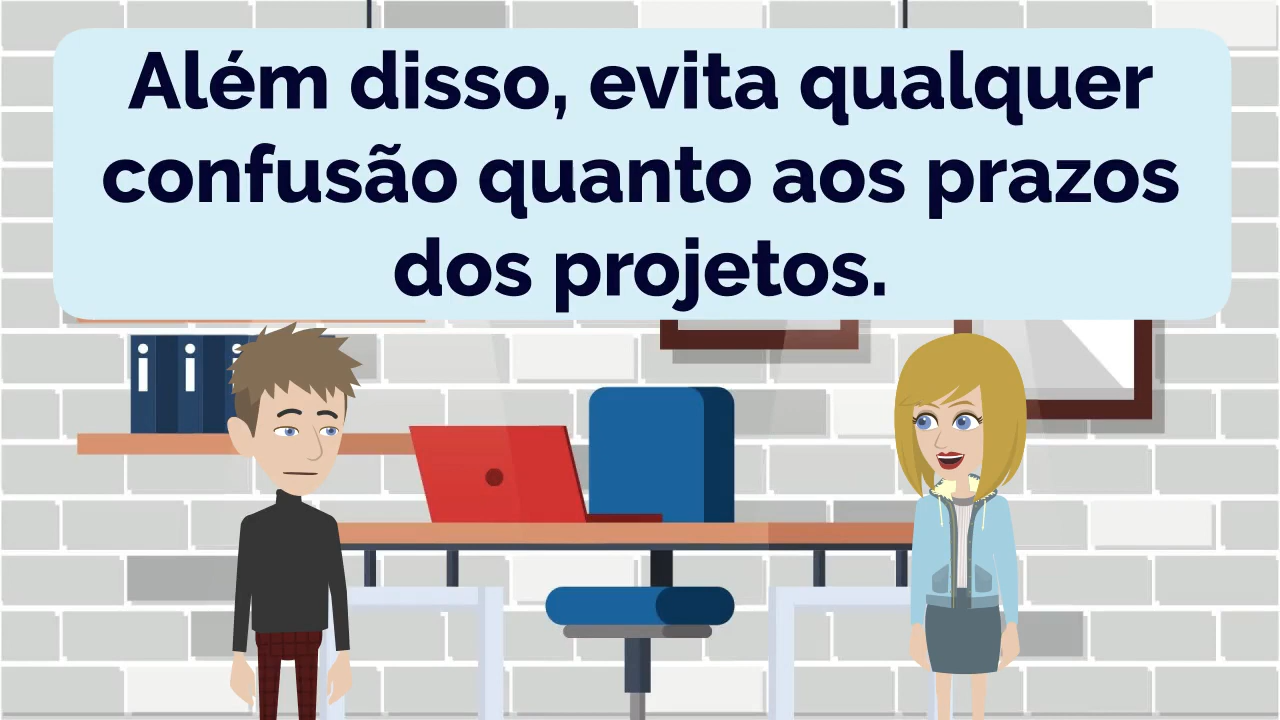 Além disso, evita qualquer
confusão quanto aos prazos
dos projetos.